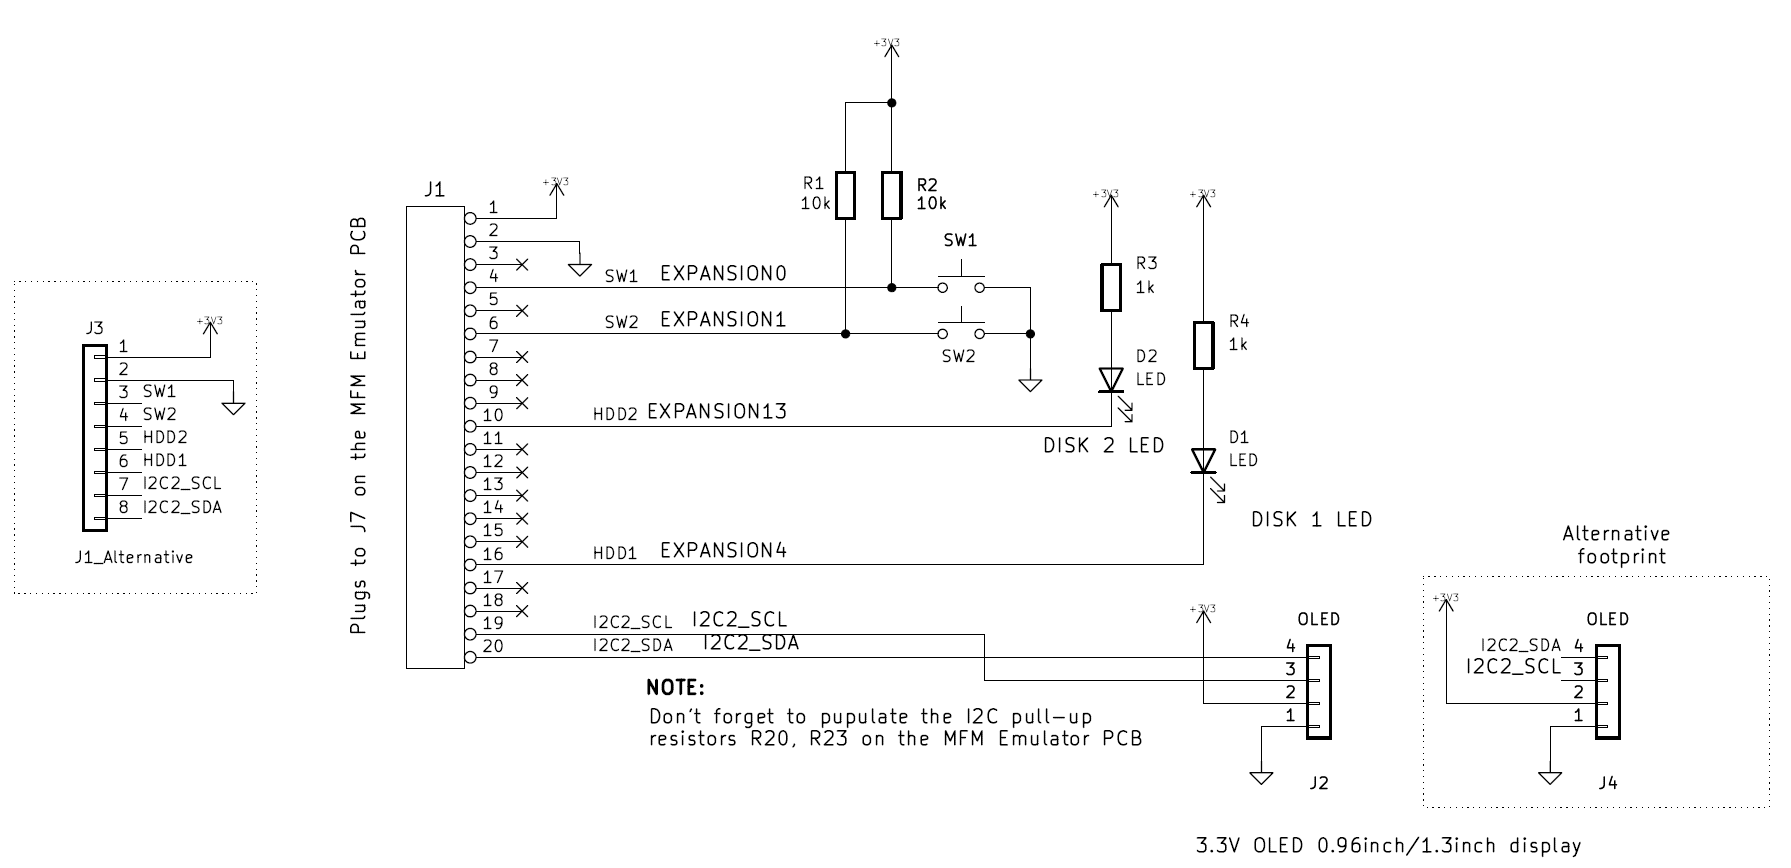 +3V3
J1
+3V3
1
2
3
4
5
6
7
8
9
10
11
12
13
14
15
16
17
18
19
20
Plugs to J7 on the MFM Emulator PCB
R1
10k
R2
10k
SW1
SW1 EXPANSION0
SW2 EXPANSION1
SW2
+3V3
R3
1k
D2
LED
HDD2 EXPANSION13
DISK 2 LED
+3V3
R4
1k
D1
LED
DISK 1 LED
HDD1 EXPANSION4
I2C2_SCL I2C2_SCL
I2C2_SDA I2C2_SDA
NOTE:
Don't forget to pupulate the I2C pull-up
resistors R20, R23 on the MFM Emulator PCB
J3
+3V3
1
2
3 SW1
4 SW2
5 HDD2
6 HDD1
7 I2C2_SCL
8 I2C2_SDA
J1_Alternative
+3V3
OLED
4
3
2
1
J2
Alternative
footprint
+3V3
OLED
I2C2_SDA 4
I2C2_SCL 3
2
1
J4
3.3V OLED 0.96inch/1.3inch display